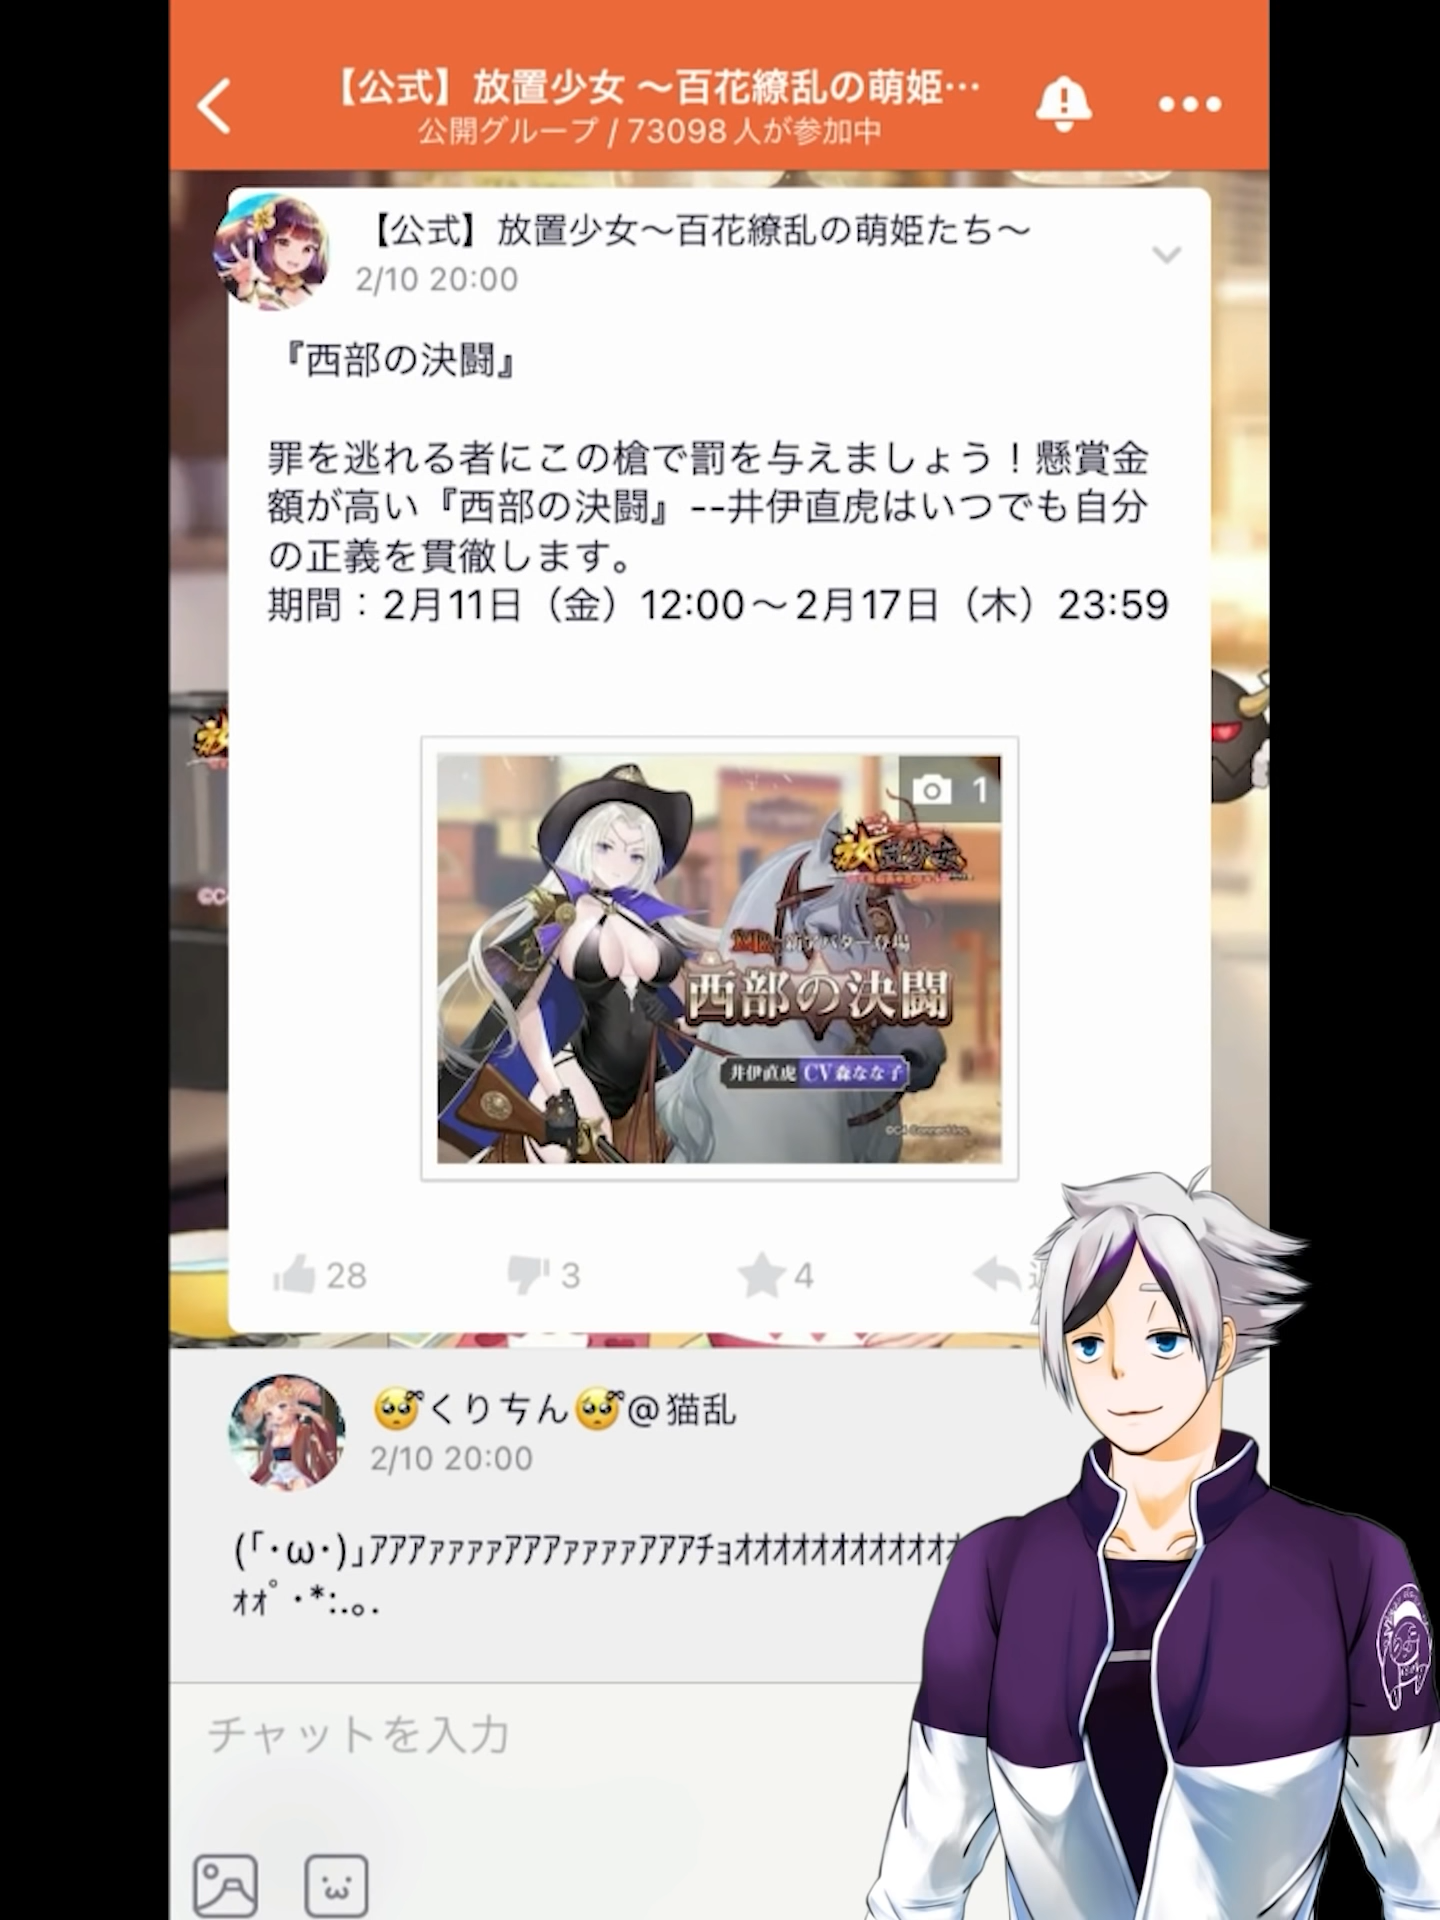 【公式】放置少女 〜百花繚乱の萌姫…
公開グループ / 73098人が参加中
【公式】放置少女〜百花繚乱の萌姫たち〜
2/10 20:00
『西部の決闘』
罪を逃れる者にこの槍で罰を与えましょう！懸賞金
額が高い『西部の決闘』--井伊直虎はいつでも自分
の正義を貫徹します。
期間：2月11日（金）12:00〜2月17日（木）23:59
1
放置少女
新アバター登場
西部の決闘
井伊直虎 CV森なな子
©C4 Connect Inc.
28
3
4
🥺くりちん🥺@猫乱
2/10 20:00
(「･ω･)｣ｱｱｱｧｧｧｧｱｱｱｧｧｧｧｱｱｱﾁｮｵｵｵｵｵｵｵｵｵｵｵｵ
ｫｫﾟ･*:.｡.
チャットを入力